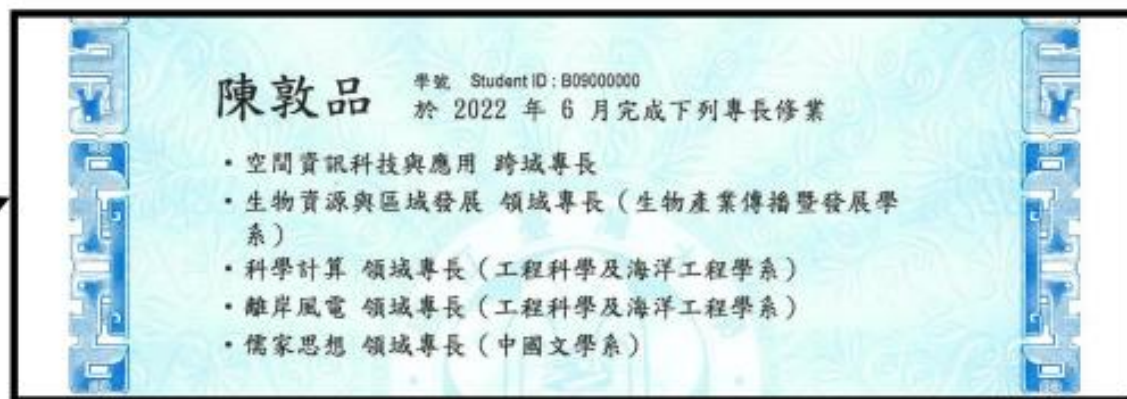 陳敦品 學號 Student ID : B09000000
於 2022 年 6 月完成下列專長修業
・空間資訊科技與應用 跨域專長
・生物資源與區域發展 領域專長（生物產業傳播暨發展學
系）
・科學計算 領域專長（工程科學及海洋工程學系）
・離岸風電 領域專長（工程科學及海洋工程學系）
・儒家思想 領域專長（中國文學系）